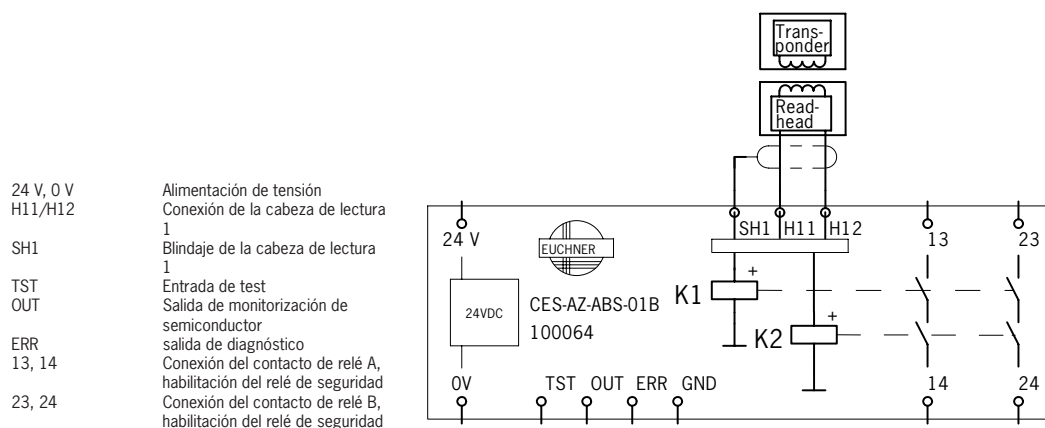 24 V, 0 V Alimentación de tensión
H11/H12 Conexión de la cabeza de lectura
1
SH1 Blindaje de la cabeza de lectura
1
TST Entrada de test
OUT Salida de monitorización de
semiconductor
ERR salida de diagnóstico
13, 14 Conexión del contacto de relé A,
habilitación del relé de seguridad
23, 24 Conexión del contacto de relé B,
habilitación del relé de seguridad
Trans-
ponder
Read-
head
24 V
EUCHNER
SH1 H11 H12
13 23
24VDC
CES-AZ-ABS-01B
100064
K1 +
K2 +
0V TST OUT ERR GND
14 24